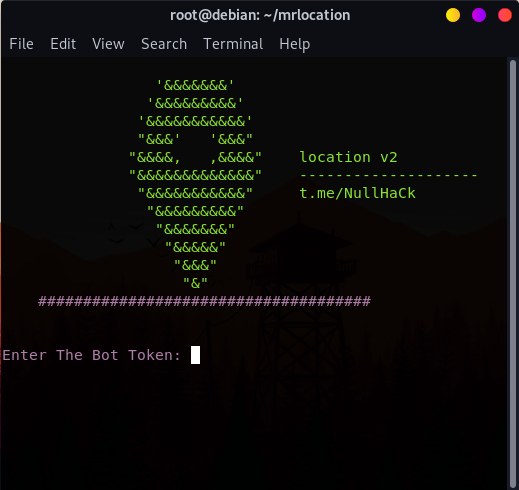 root@debian: ~/mrlocation
File Edit View Search Terminal Help
'&&&&&&&'
'&&&&&&&&&'
'&&&&&&&&&&&'
"&&&'   '&&&"
"&&&&,   ,&&&&"    location v2
"&&&&&&&&&&&&&"    --------------------
"&&&&&&&&&&&"    t.me/NullHaCk
"&&&&&&&&&"
"&&&&&&&"
"&&&&&"
"&&&"
"&"
#####################################
Enter The Bot Token: